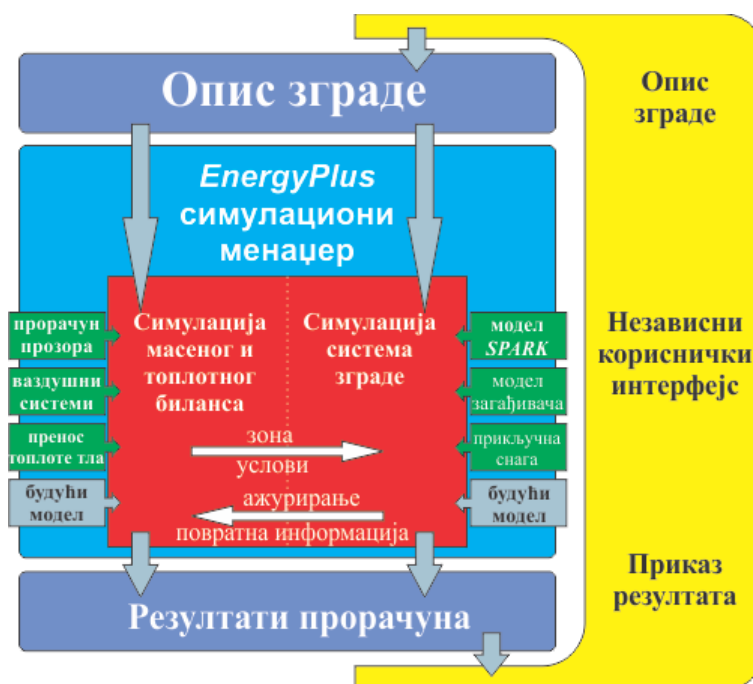 Опис зграде
Опис
зграде
EnergyPlus
симулациони
менаџер
прорачун
прозора
ваздушни
системи
пренос
топлоте тла
будући
модел
Симулација
масеног и
топлотног
биланса
Симулација
система
зграде
зона
услови
ажурирање
повратна информација
модел
SPARK
модел
загађивача
прикључна
снага
будући
модел
Независни
кориснички
интерфејс
Резултати прорачуна
Приказ
резултата